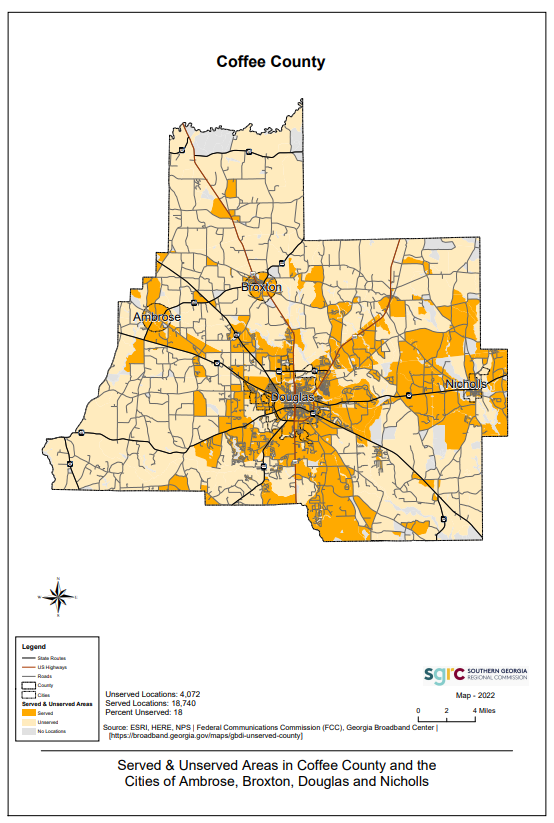 Coffee County
Broxton
Ambrose
Nicholls
Douglas
N
S
Legend
State Routes
US Highways
Roads
County
Cities
Served & Unserved Areas
Served
Unserved
No Locations
Unserved Locations: 4,072
Served Locations: 18,740
Percent Unserved: 18
sgrc SOUTHERN GEORGIA
REGIONAL COMMISSION
Map - 2022
0 2 4 Miles
Source: ESRI, HERE, NPS | Federal Communications Commission (FCC), Georgia Broadband Center |
[https://broadband.georgia.gov/maps/gbdi-unserved-county]
Served & Unserved Areas in Coffee County and the
Cities of Ambrose, Broxton, Douglas and Nicholls